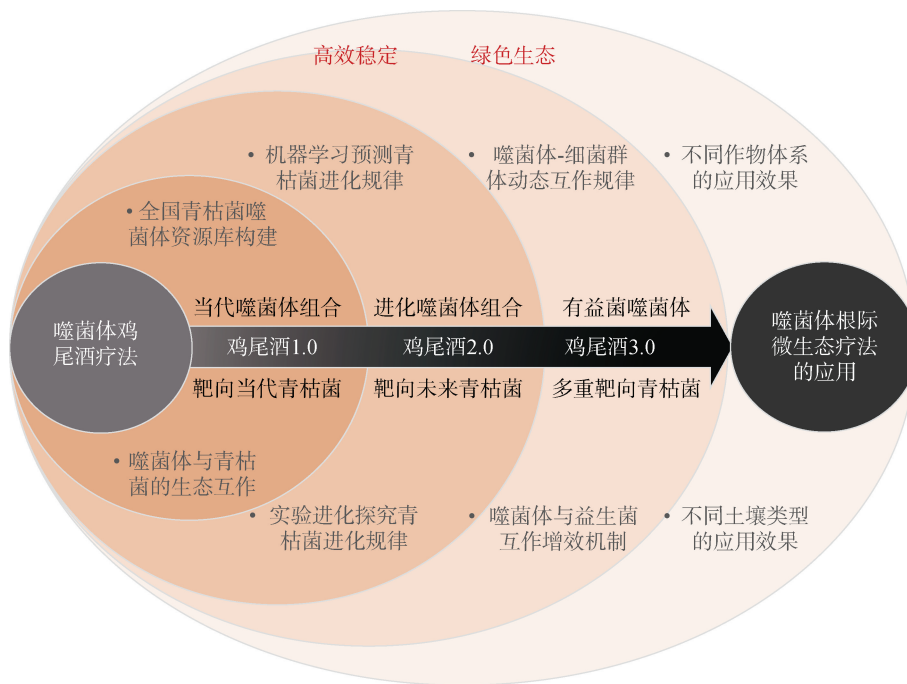 高效稳定
绿色生态
• 机器学习预测青
枯菌进化规律
• 噬菌体-细菌群
体动态互作规律
• 不同作物体系
的应用效果
• 全国青枯菌噬
菌体资源库构建
噬菌体鸡
尾酒疗法
当代噬菌体组合
进化噬菌体组合
有益菌噬菌体
鸡尾酒1.0
鸡尾酒2.0
鸡尾酒3.0
靶向当代青枯菌
靶向未来青枯菌
多重靶向青枯菌
噬菌体根际
微生态疗法
的应用
• 噬菌体与青枯
菌的生态互作
• 实验进化探究青
枯菌进化规律
• 噬菌体与益生菌
互作增效机制
• 不同土壤类型
的应用效果